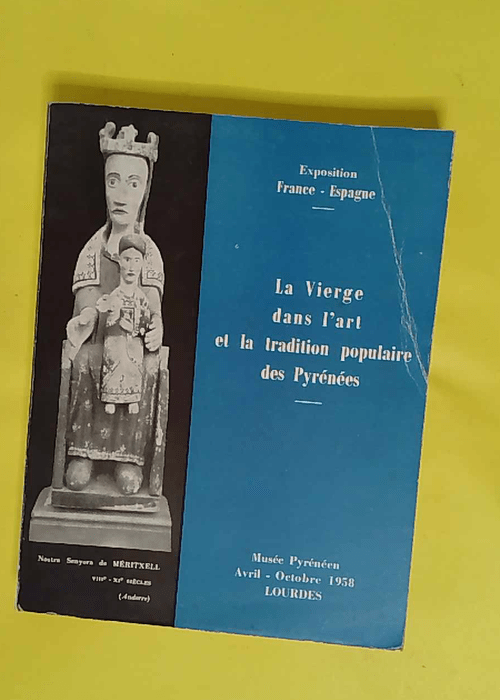 Exposition
France - Espagne
La Vierge
dans l'art
et la tradition populaire
des Pyrénées
Musée Pyrénéen
Avril - Octobre 1958
LOURDES
Nostra Senyora de MÉRITXELL
VIIIᵉ - XIᵉ SIÈCLES
(Andorre)